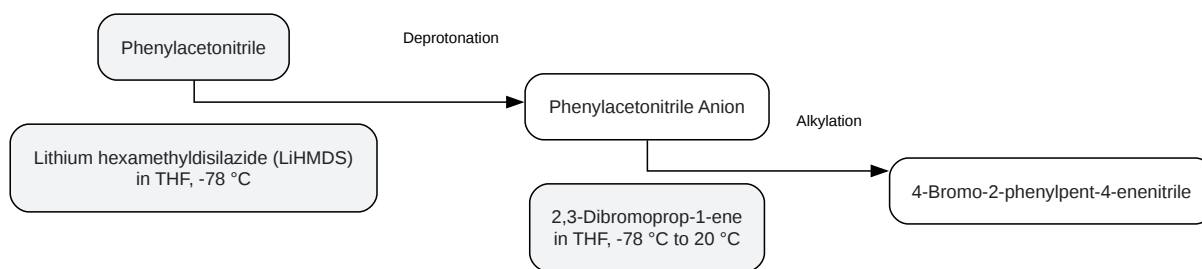 Phenylacetonitrile
Deprotonation
Lithium hexamethyldisilazide (LiHMDS)
in THF, -78 °C
Phenylacetonitrile Anion
Alkylation
2,3-Dibromoprop-1-ene
in THF, -78 °C to 20 °C
4-Bromo-2-phenylpent-4-enenitrile